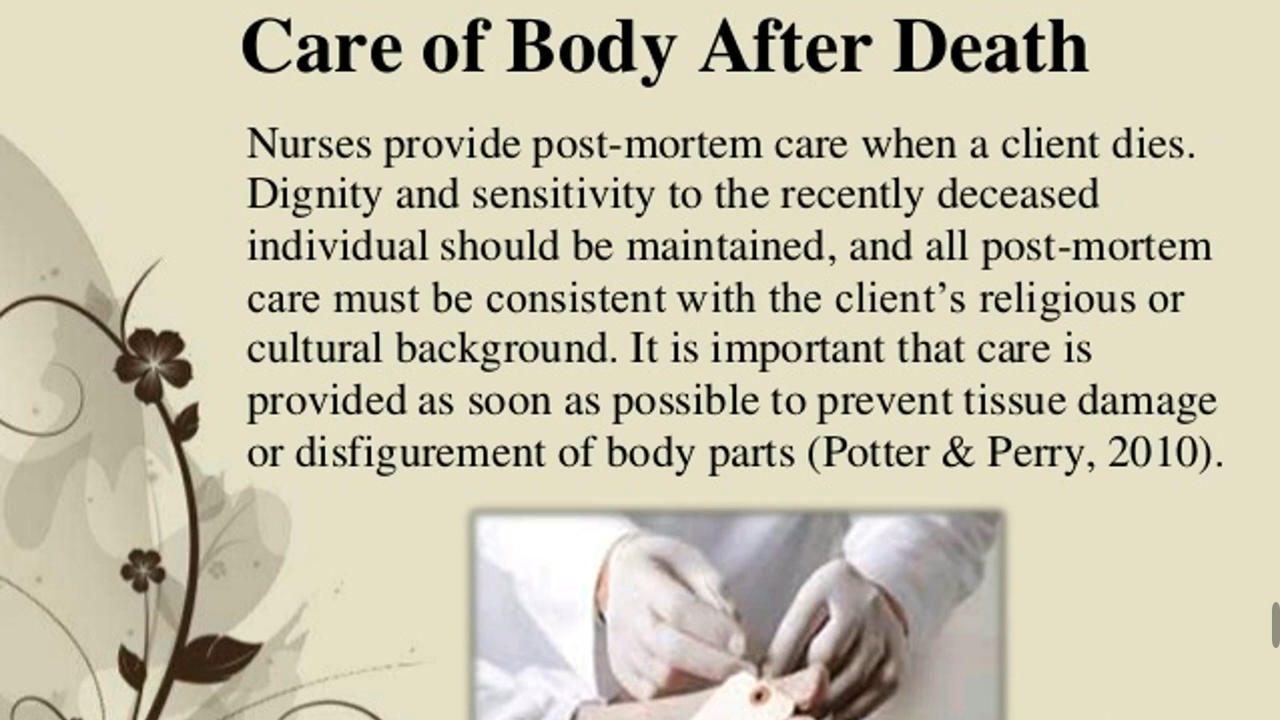 Care of Body After Death
Nurses provide post-mortem care when a client dies.
Dignity and sensitivity to the recently deceased
individual should be maintained, and all post-mortem
care must be consistent with the client’s religious or
cultural background. It is important that care is
provided as soon as possible to prevent tissue damage
or disfigurement of body parts (Potter & Perry, 2010).